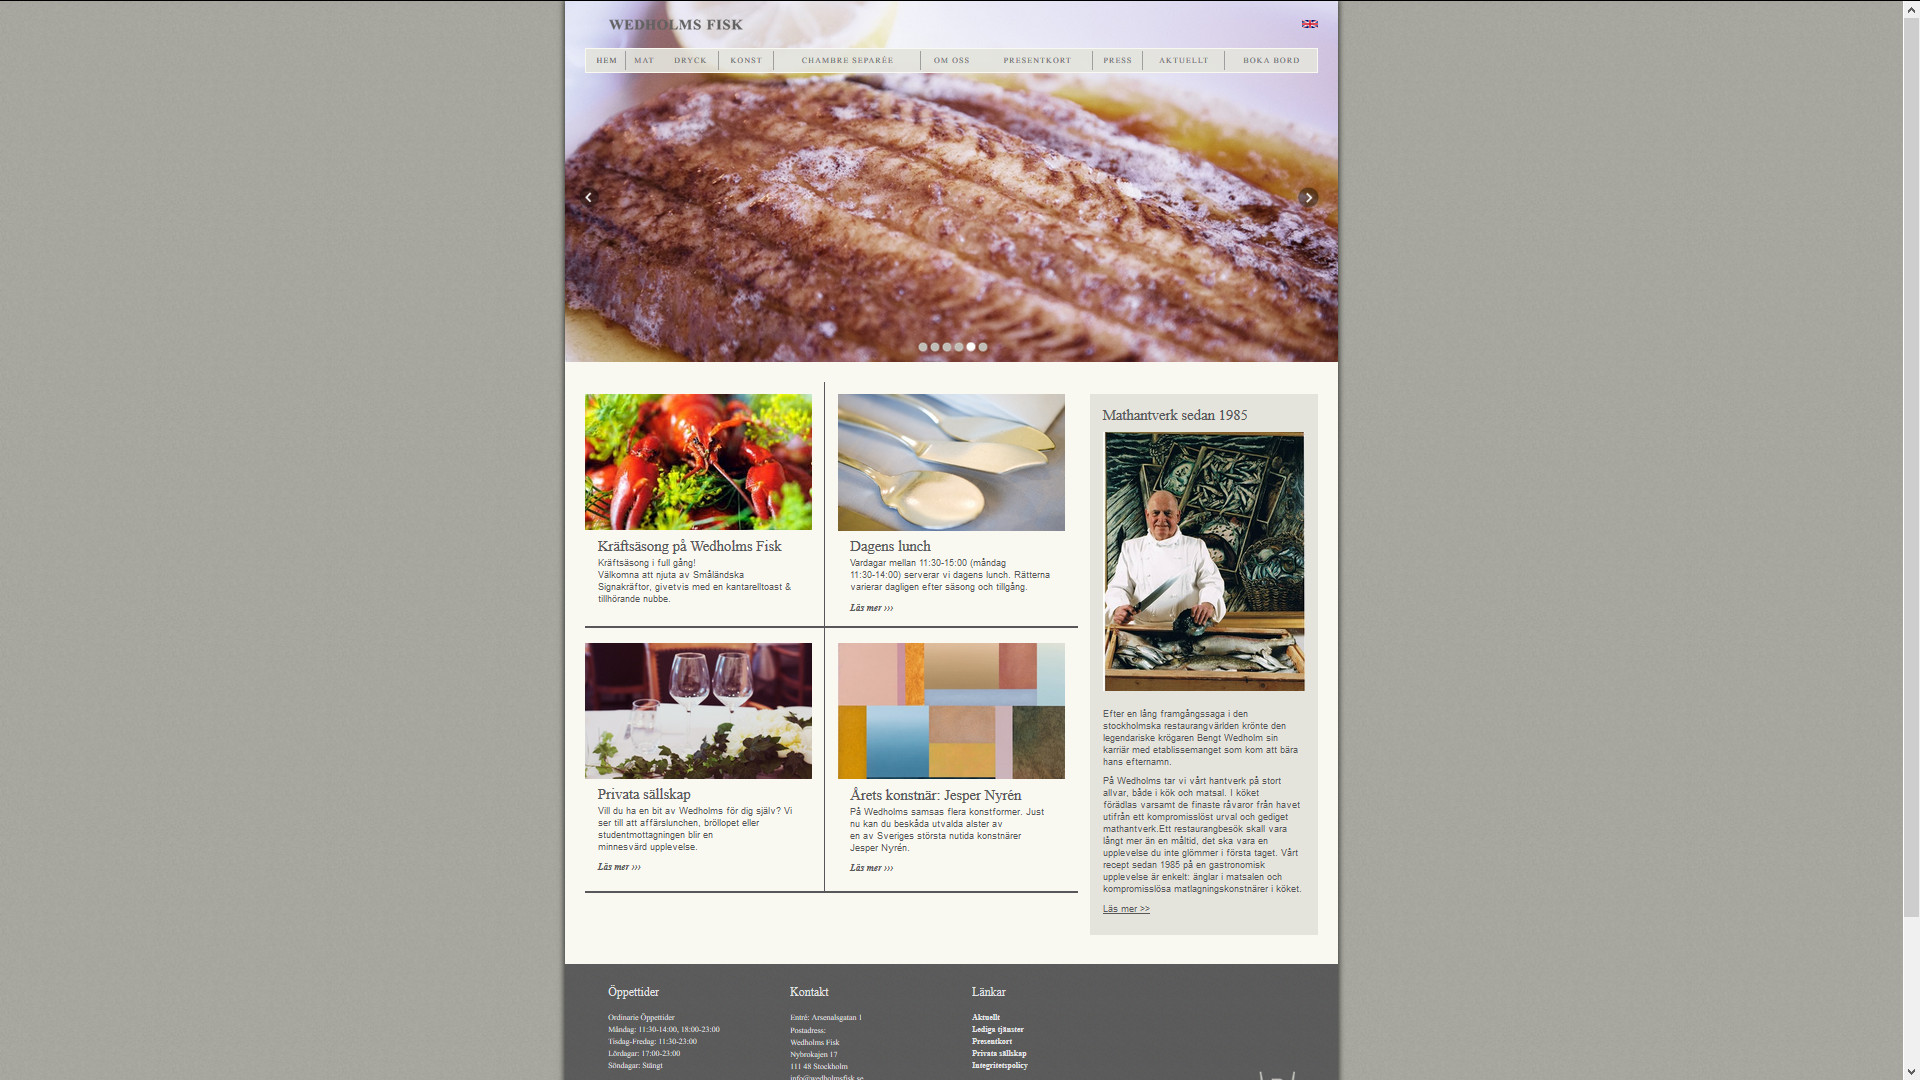 WEDHOLMS FISK
HEM MAT DRYCK KONST CHAMBRE SEPARÉE OM OSS PRESENTKORT PRESS AKTUELLT BOKA BORD
Kräftsäsong på Wedholms Fisk
Kräftsäsong i full gång!
Välkomna att njuta av Småländska
Signakräftor, givetvis med en kantarelltoast &
tillhörande nubbe.
Dagens lunch
Vardagar mellan 11:30-15:00 (måndag
11:30-14:00) serverar vi dagens lunch. Rätterna
varierar dagligen efter säsong och tillgång.
Läs mer ›››
Privata sällskap
Vill du ha en bit av Wedholms för dig själv? Vi
ser till att affärslunchen, bröllopet eller
studentmottagningen blir en
minnesvärd upplevelse.
Läs mer ›››
Årets konstnär: Jesper Nyrén
På Wedholms samsas flera konstformer. Just
nu kan du beskåda utvalda alster av
en av Sveriges största nutida konstnärer
Jesper Nyrén.
Läs mer ›››
Mathantverk sedan 1985
Efter en lång framgångssaga i den
stockholmska restaurangvärlden krönte den
legendariske krögaren Bengt Wedholm sin
karriär med etablissemanget som kom att bära
hans efternamn.
På Wedholms tar vi vårt hantverk på stort
allvar, både i kök och matsal. I köket
förädlas varsamt de finaste råvaror från havet
utifrån ett kompromisslöst urval och gediget
mathantverk.Ett restaurangbesök skall vara
långt mer än en måltid, det ska vara en
upplevelse du inte glömmer i första taget. Vårt
recept sedan 1985 på en gastronomisk
upplevelse är enkelt: änglar i matsalen och
kompromisslösa matlagningskonstnärer i köket.
Läs mer >>
Öppettider
Ordinarie Öppettider
Måndag: 11:30-14:00, 18:00-23:00
Tisdag-Fredag: 11:30-23:00
Lördagar: 17:00-23:00
Söndagar: Stängt
Kontakt
Entré: Arsenalsgatan 1
Postadress:
Wedholms Fisk
Nybrokajen 17
111 48 Stockholm
info@wedholmsfisk.se
Länkar
Aktuellt
Lediga tjänster
Presentkort
Privata sällskap
Integritetspolicy